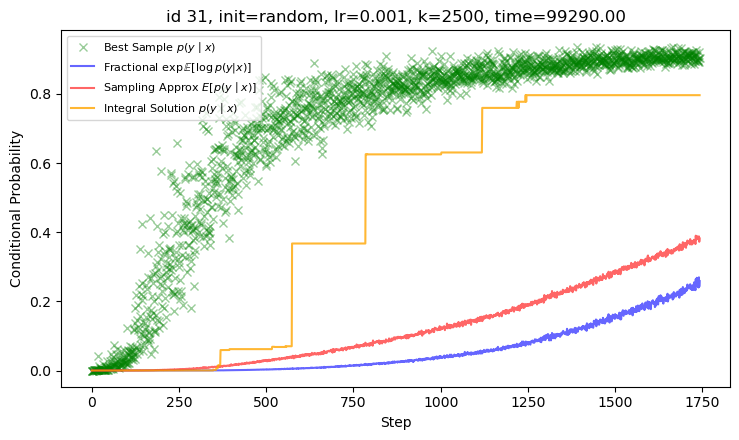 id 31, init=random, lr=0.001, k=2500, time=99290.00
Best Sample p(y | x)
Fractional exp𝔼[log p(y|x)]
Sampling Approx E[p(y | x)]
Integral Solution p(y | x)
Conditional Probability
0.8
0.6
0.4
0.2
0.0
0 250 500 750 1000 1250 1500 1750
Step